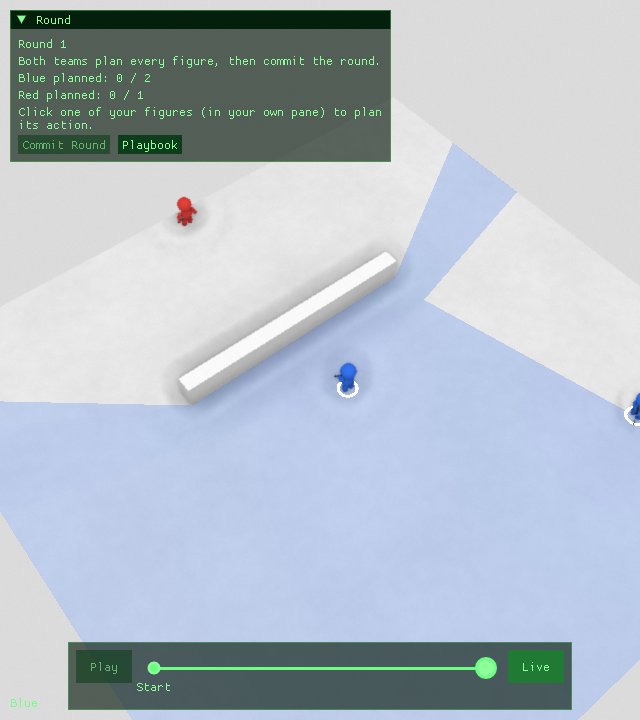 Round
Round 1
Both teams plan every figure, then commit the round.
Blue planned: 0 / 2
Red planned: 0 / 1
Click one of your figures (in your own pane) to plan
its action.
Commit Round Playbook
Play Live
Start
Blue